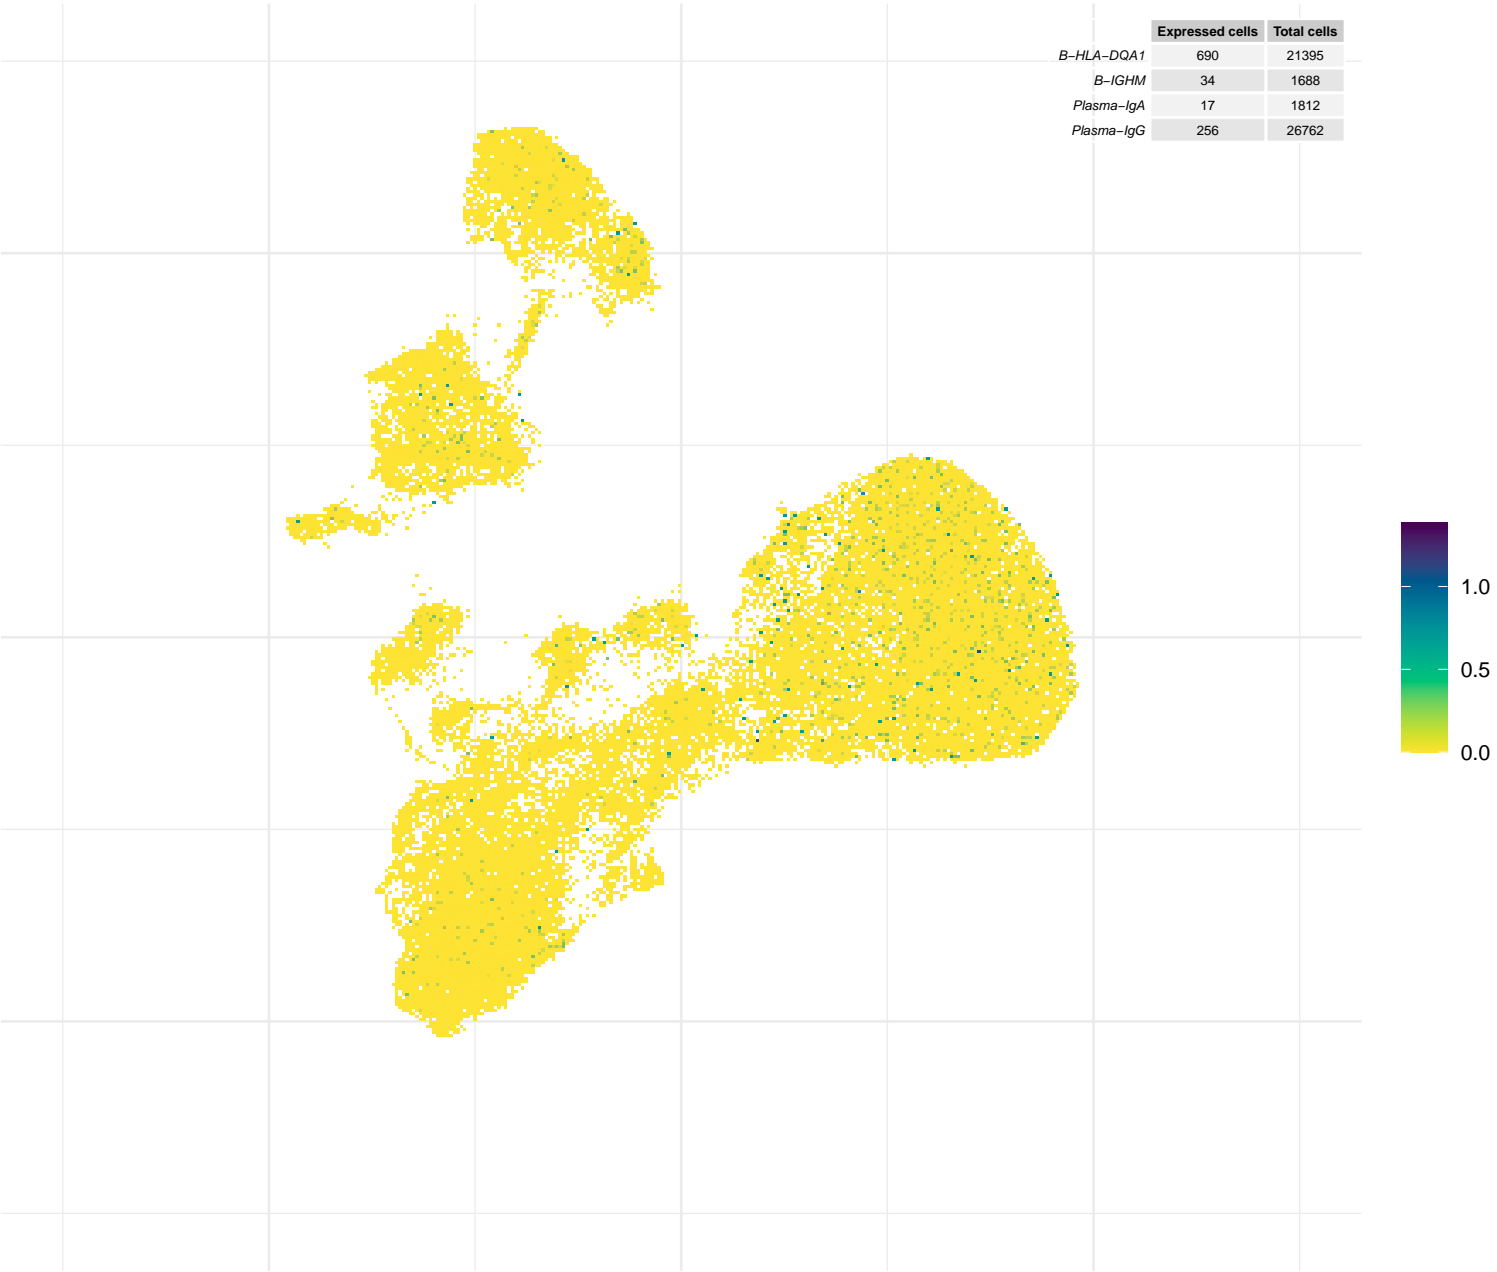 Expressed cells Total cells
B-HLA-DQA1 690 21395
B-IGHM 34 1688
Plasma-IgA 17 1812
Plasma-IgG 256 26762
1.0
0.5
0.0